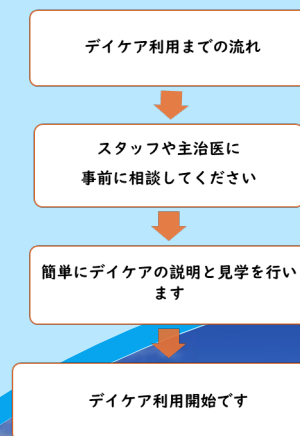 デイケア利用までの流れ
スタッフや主治医に
事前に相談してください
簡単にデイケアの説明と見学を行い
ます
デイケア利用開始です